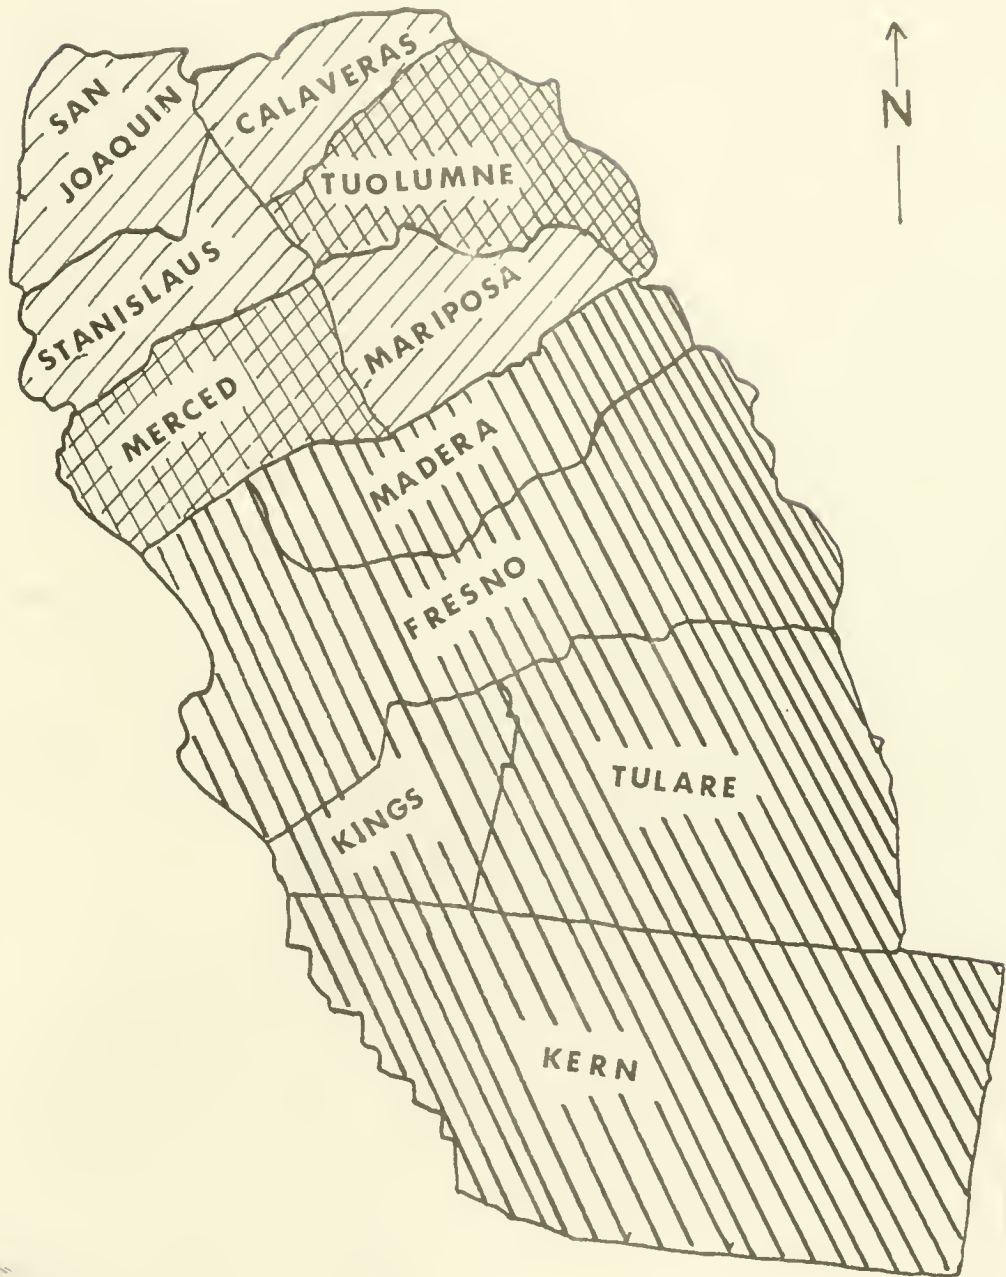 SAN
JOAQUIN
CALAVERAS
N
TUOLUMNE
STANISLAUS
MARIPOSA
MERCED
MADERA
FRESNO
TULARE
KINGS
KERN